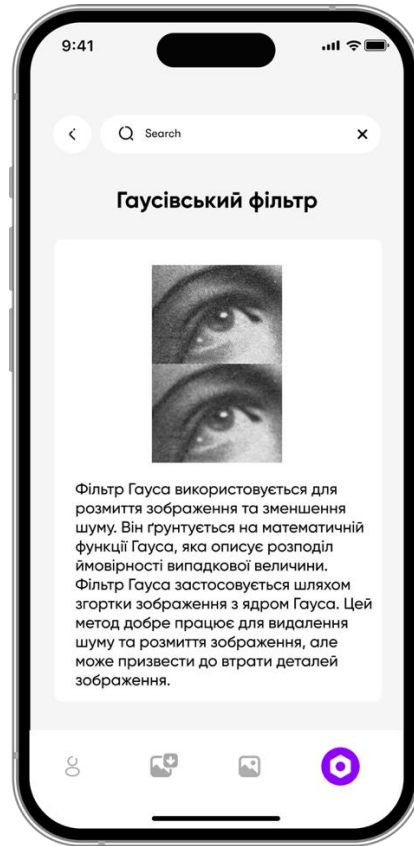 9:41
Search
Гаусівський фільтр
Фільтр Гауса використовується для
розмиття зображення та зменшення
шуму. Він ґрунтується на математичній
функції Гауса, яка описує розподіл
ймовірності випадкової величини.
Фільтр Гауса застосовується шляхом
згортки зображення з ядром Гауса. Цей
метод добре працює для видалення
шуму та розмиття зображення, але
може призвести до втрати деталей
зображення.